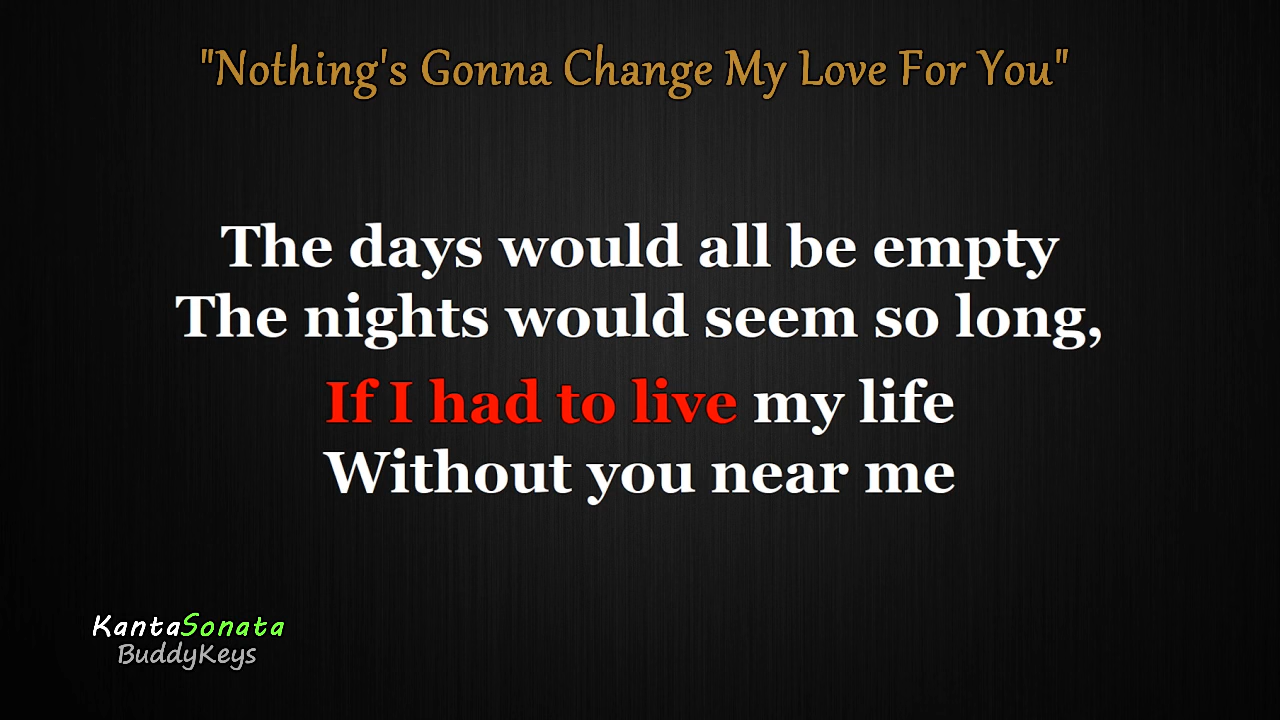 "Nothing's Gonna Change My Love For You"
The days would all be empty
The nights would seem so long,
If I had to live my life
Without you near me
KantaSonata
BuddyKeys